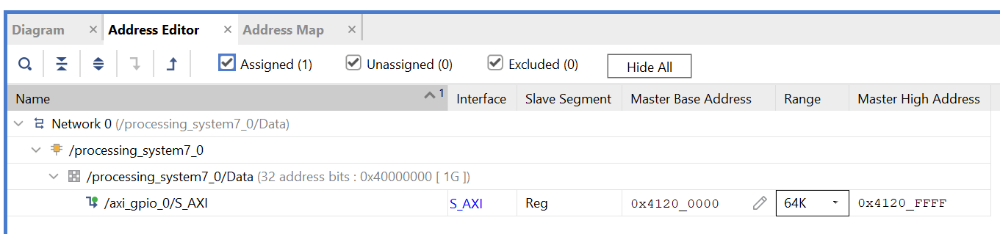 Diagram × Address Editor × Address Map ×
Assigned (1) Unassigned (0) Excluded (0) Hide All
Name 1 Interface Slave Segment Master Base Address Range Master High Address
Network 0 (/processing_system7_0/Data)
/processing_system7_0
/processing_system7_0/Data (32 address bits : 0x40000000 [ 1G ])
/axi_gpio_0/S_AXI S_AXI Reg 0x4120_0000 64K 0x4120_FFFF